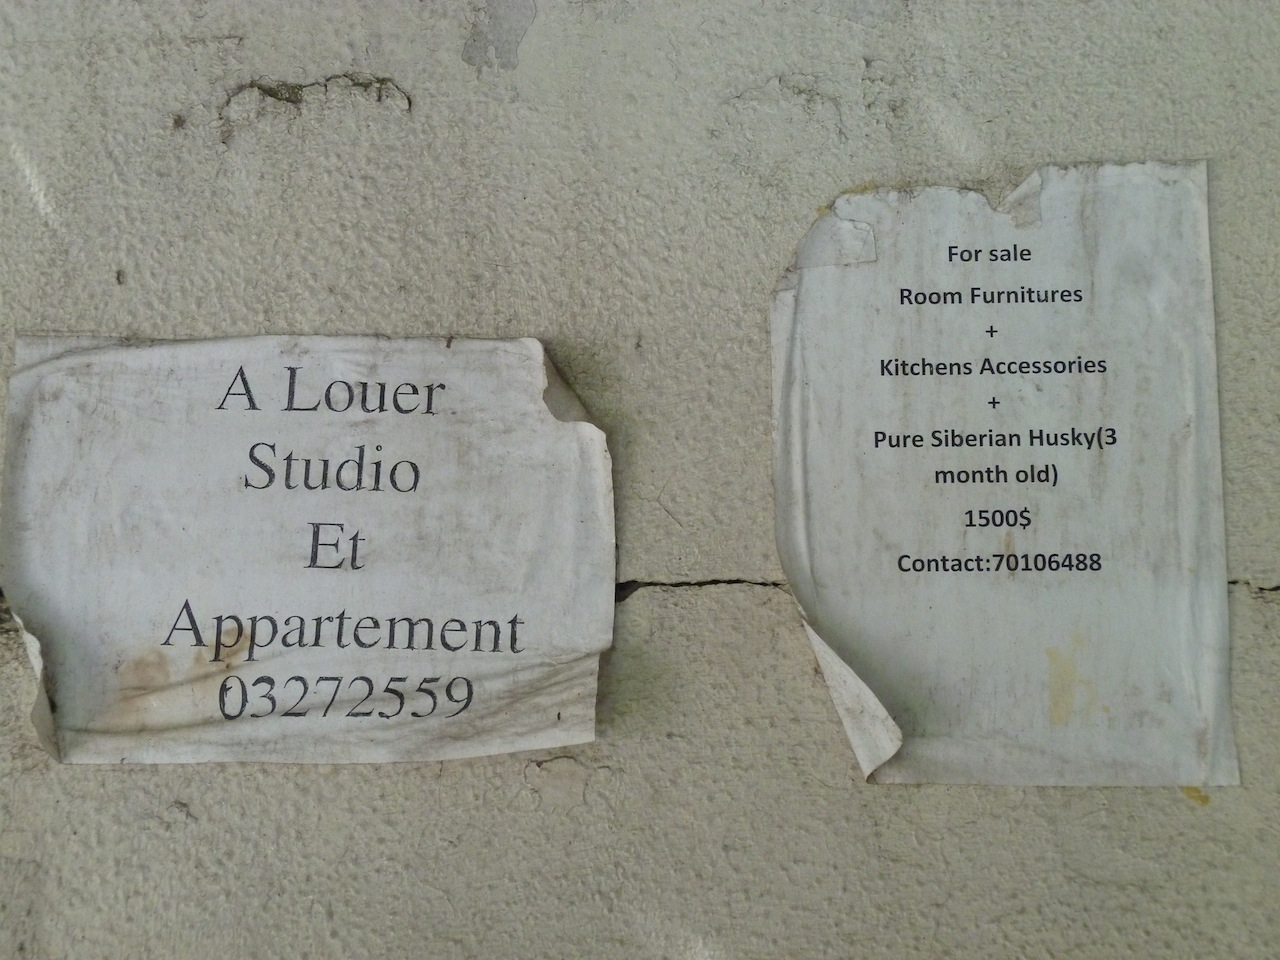 A Louer
Studio
Et
Appartement
03272559
For sale
Room Furnitures
+
Kitchens Accessories
+
Pure Siberian Husky(3
month old)
1500$
Contact:70106488